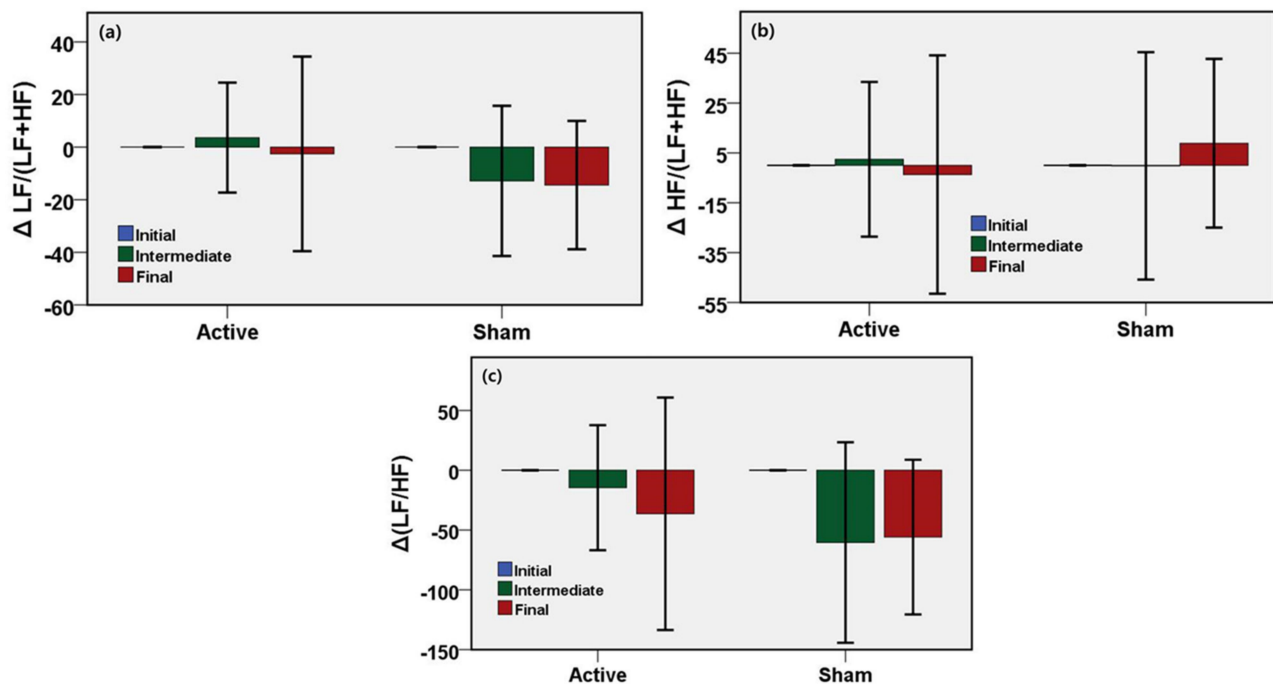 (a)
Δ LF/(LF+HF)
40
20
0
-20
-40
-60
Initial
Intermediate
Final
Active
Sham
(b)
Δ HF/(LF+HF)
45
25
5
-15
-35
-55
Initial
Intermediate
Final
Active
Sham
(c)
Δ(LF/HF)
50
0
-50
-100
-150
Initial
Intermediate
Final
Active
Sham